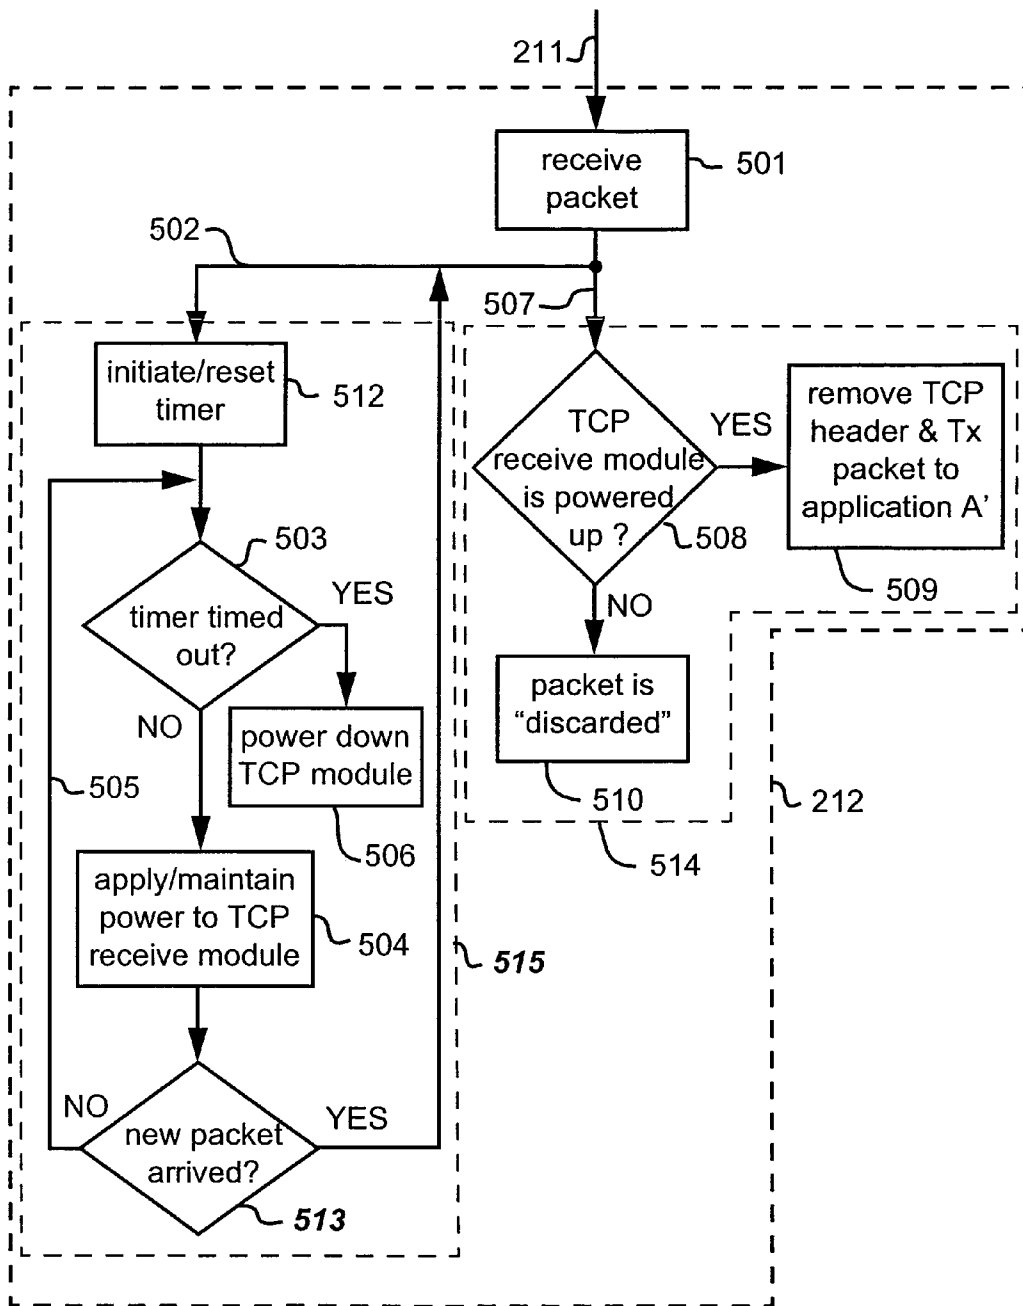 211
receive
packet
501
502
507
initiate/reset
timer
512
TCP
receive module
is powered
up ?
508
YES
remove TCP
header & Tx
packet to
application A'
509
503
timer timed
out?
YES
NO
NO
packet is
“discarded”
510
power down
TCP module
506
505
212
514
apply/maintain
power to TCP
receive module
504
515
NO
new packet
arrived?
YES
513